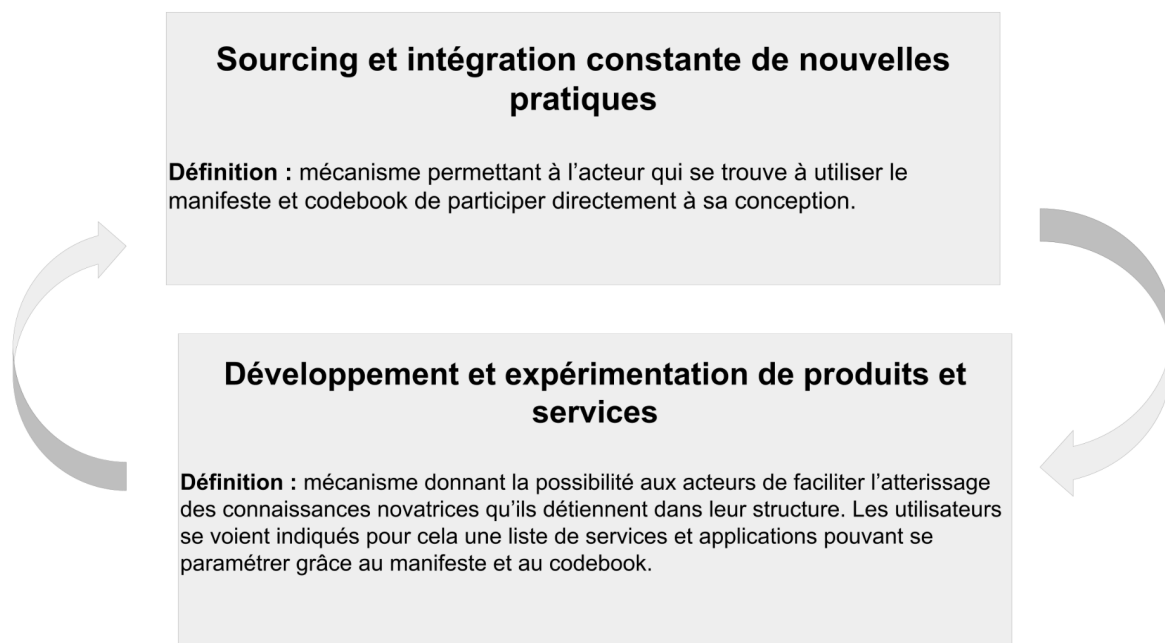 Sourcing et intégration constante de nouvelles
pratiques
Définition : mécanisme permettant à l’acteur qui se trouve à utiliser le
manifeste et codebook de participer directement à sa conception.
Développement et expérimentation de produits et
services
Définition : mécanisme donnant la possibilité aux acteurs de faciliter l’atterissage
des connaissances novatrices qu’ils détiennent dans leur structure. Les utilisateurs
se voient indiqués pour cela une liste de services et applications pouvant se
paramétrer grâce au manifeste et au codebook.